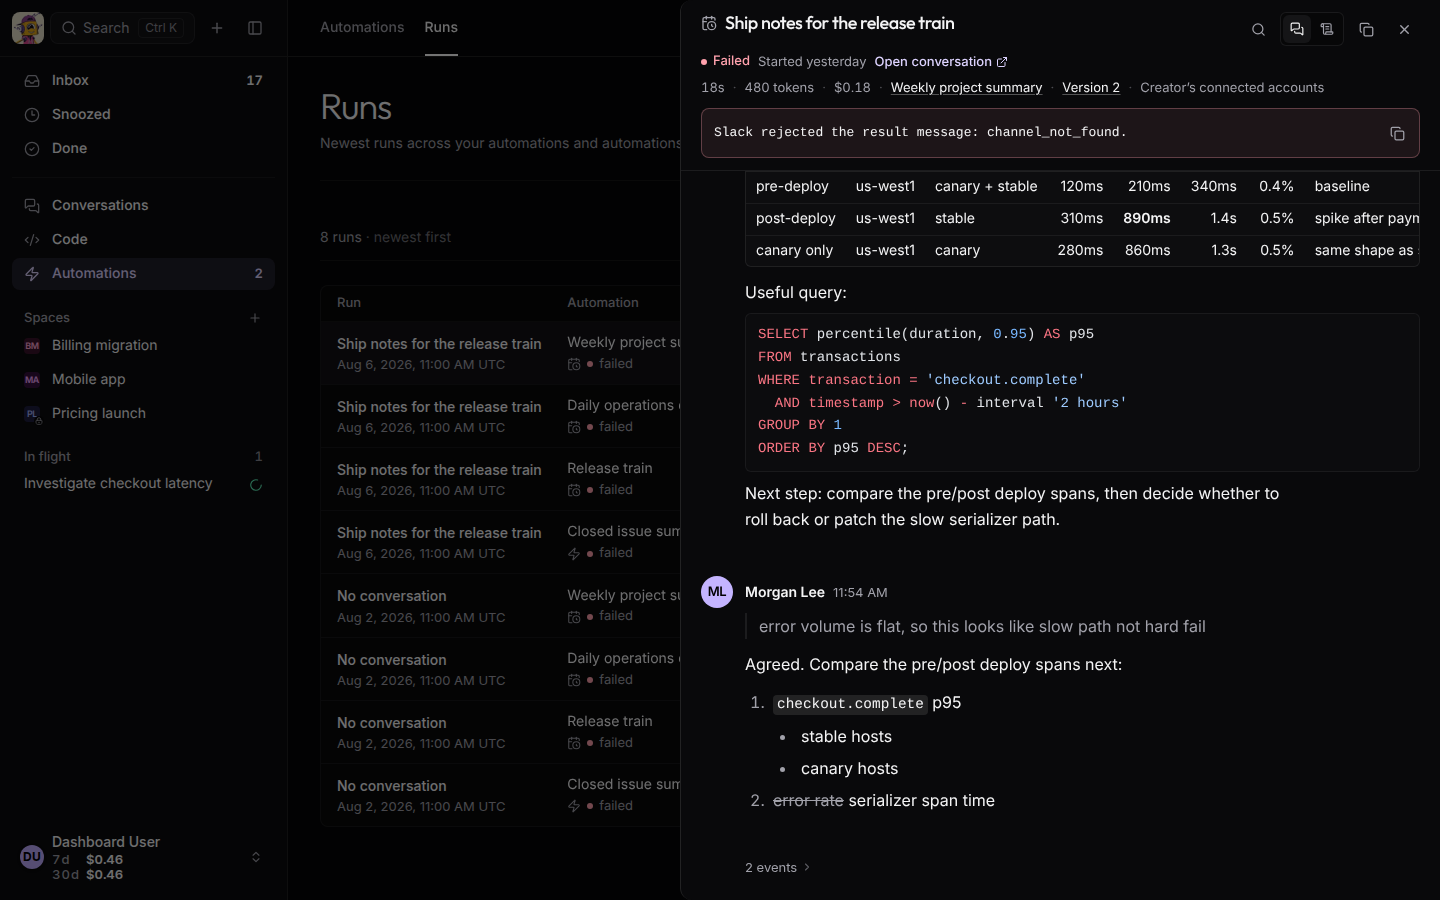 Search Ctrl K
Inbox 17
Snoozed
Done
Conversations
Code
Automations 2
Spaces
BM Billing migration
MA Mobile app
PL Pricing launch
In flight 1
Investigate checkout latency
DU Dashboard User
7d $0.46
30d $0.46
Automations Runs
Runs
Newest runs across your automations and automations
8 runs · newest first
Run Automation
Ship notes for the release train Weekly project su
Aug 6, 2026, 11:00 AM UTC failed
Ship notes for the release train Daily operations
Aug 6, 2026, 11:00 AM UTC failed
Ship notes for the release train Release train
Aug 6, 2026, 11:00 AM UTC failed
Ship notes for the release train Closed issue sum
Aug 6, 2026, 11:00 AM UTC failed
No conversation Weekly project su
Aug 2, 2026, 11:00 AM UTC failed
No conversation Daily operations
Aug 2, 2026, 11:00 AM UTC failed
No conversation Release train
Aug 2, 2026, 11:00 AM UTC failed
No conversation Closed issue sum
Aug 2, 2026, 11:00 AM UTC failed
Ship notes for the release train
Failed Started yesterday Open conversation
18s · 480 tokens · $0.18 · Weekly project summary · Version 2 · Creator’s connected accounts
Slack rejected the result message: channel_not_found.
pre-deploy us-west1 canary + stable 120ms 210ms 340ms 0.4% baseline
post-deploy us-west1 stable 310ms 890ms 1.4s 0.5% spike after paym
canary only us-west1 canary 280ms 860ms 1.3s 0.5% same shape as
Useful query:
SELECT percentile(duration, 0.95) AS p95
FROM transactions
WHERE transaction = 'checkout.complete'
AND timestamp > now() - interval '2 hours'
GROUP BY 1
ORDER BY p95 DESC;
Next step: compare the pre/post deploy spans, then decide whether to
roll back or patch the slow serializer path.
ML Morgan Lee 11:54 AM
error volume is flat, so this looks like slow path not hard fail
Agreed. Compare the pre/post deploy spans next:
1. checkout.complete p95
• stable hosts
• canary hosts
2. error rate serializer span time
2 events